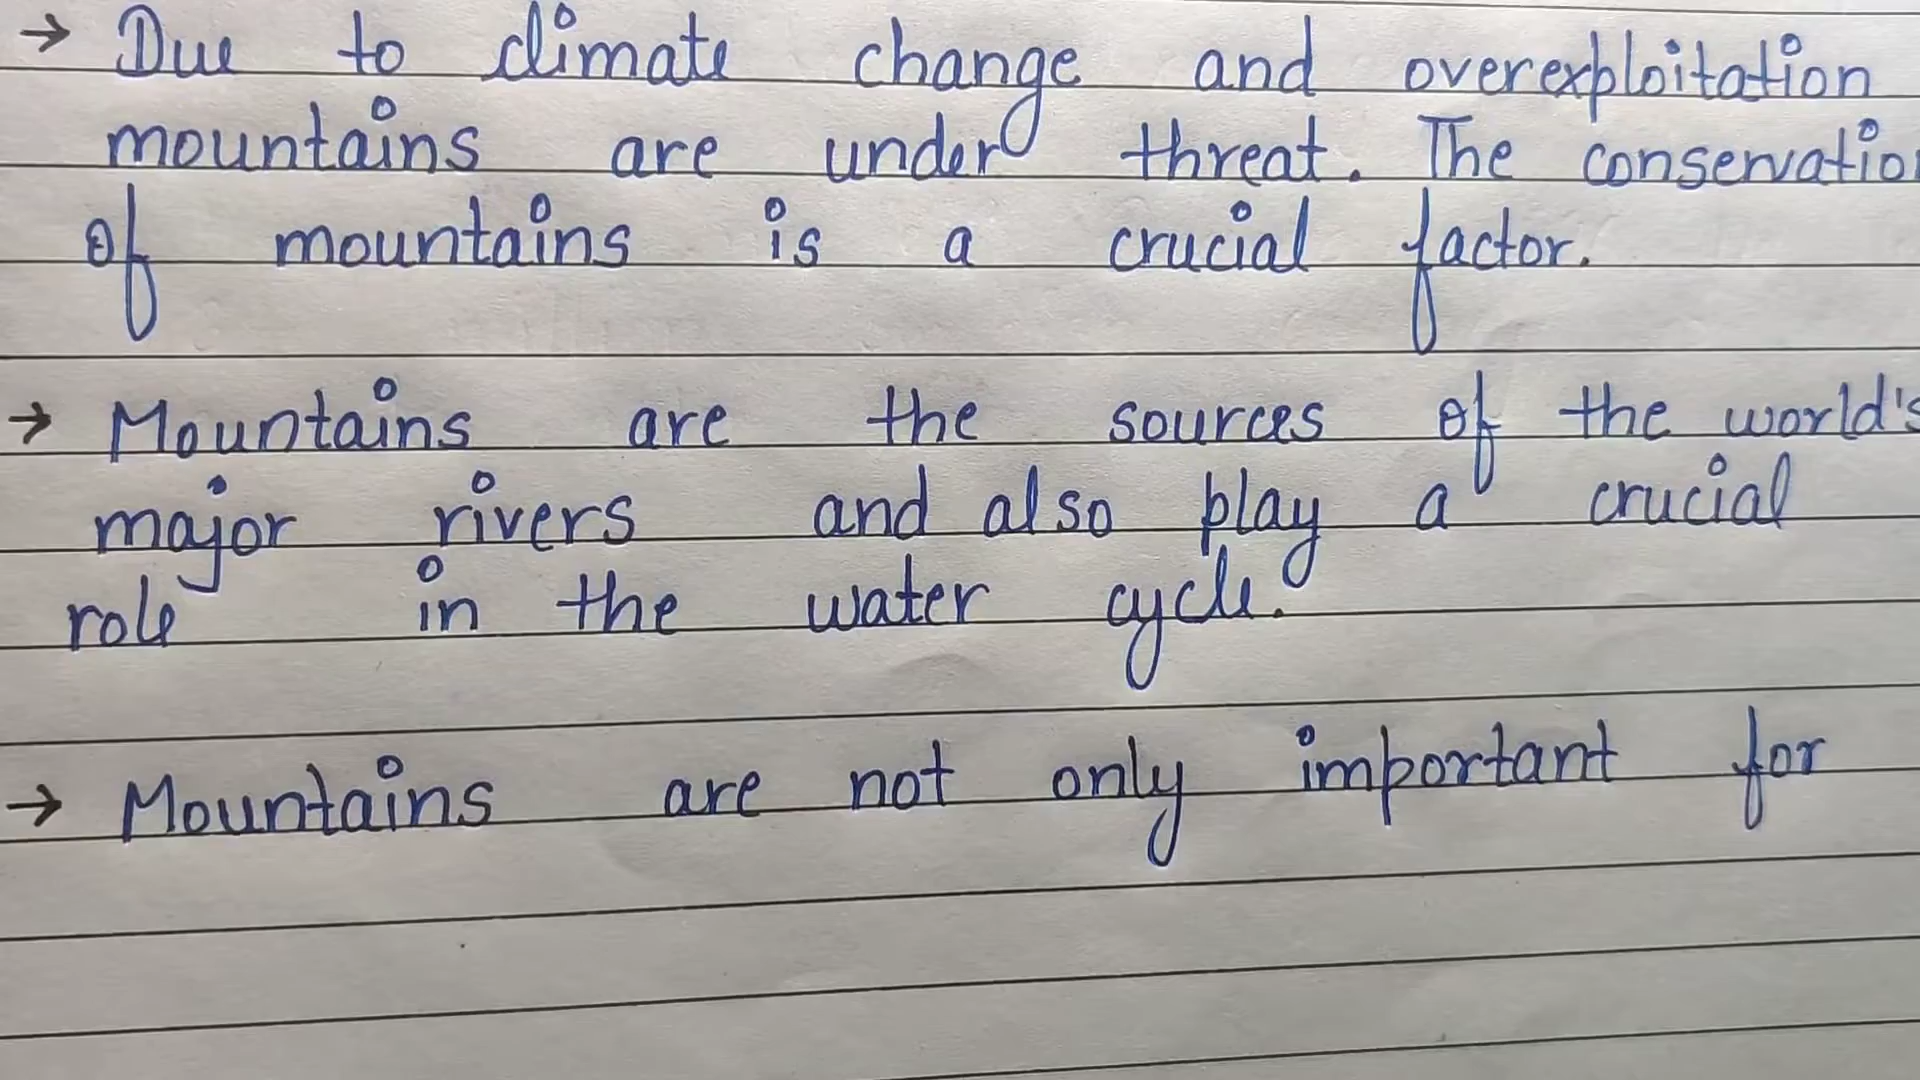 → Due to climate change and overexploitation
mountains are under threat. The conservatio
of mountains is a crucial factor.
→ Mountains are the sources of the world's
major rivers and also play a crucial
role in the water cycle.
→ Mountains are not only important for